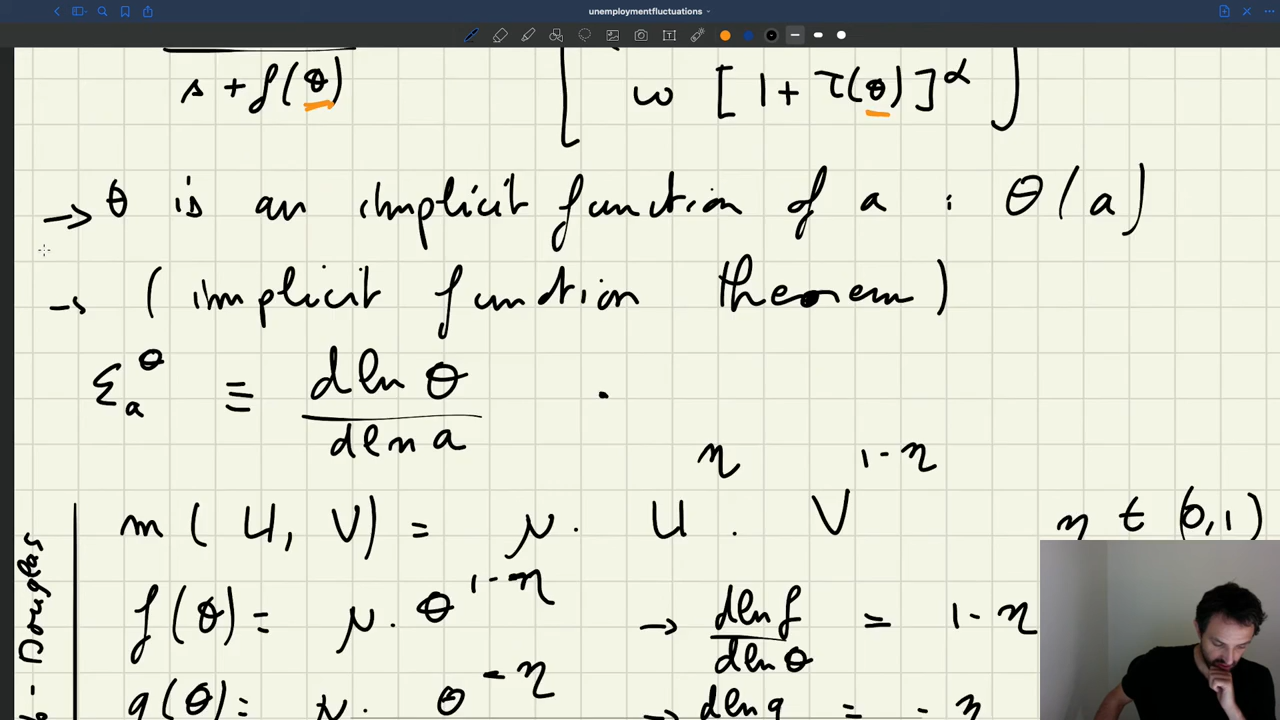 unemploymentfluctuations
s + f(θ)
ω [1 + τ(θ)]^α
→ θ is an implicit function of a : θ(a)
→ (implicit function theorem)
ε_a^θ ≡ d ln θ / d ln a .
m(U, V) = μ. U^η . V^{1-η} η ∈ (0,1)
f(θ) = μ. θ^{1-η} → d ln f / d ln θ = 1-η
q(θ) = μ. θ^{-η} → d ln q = -η
- Douglas